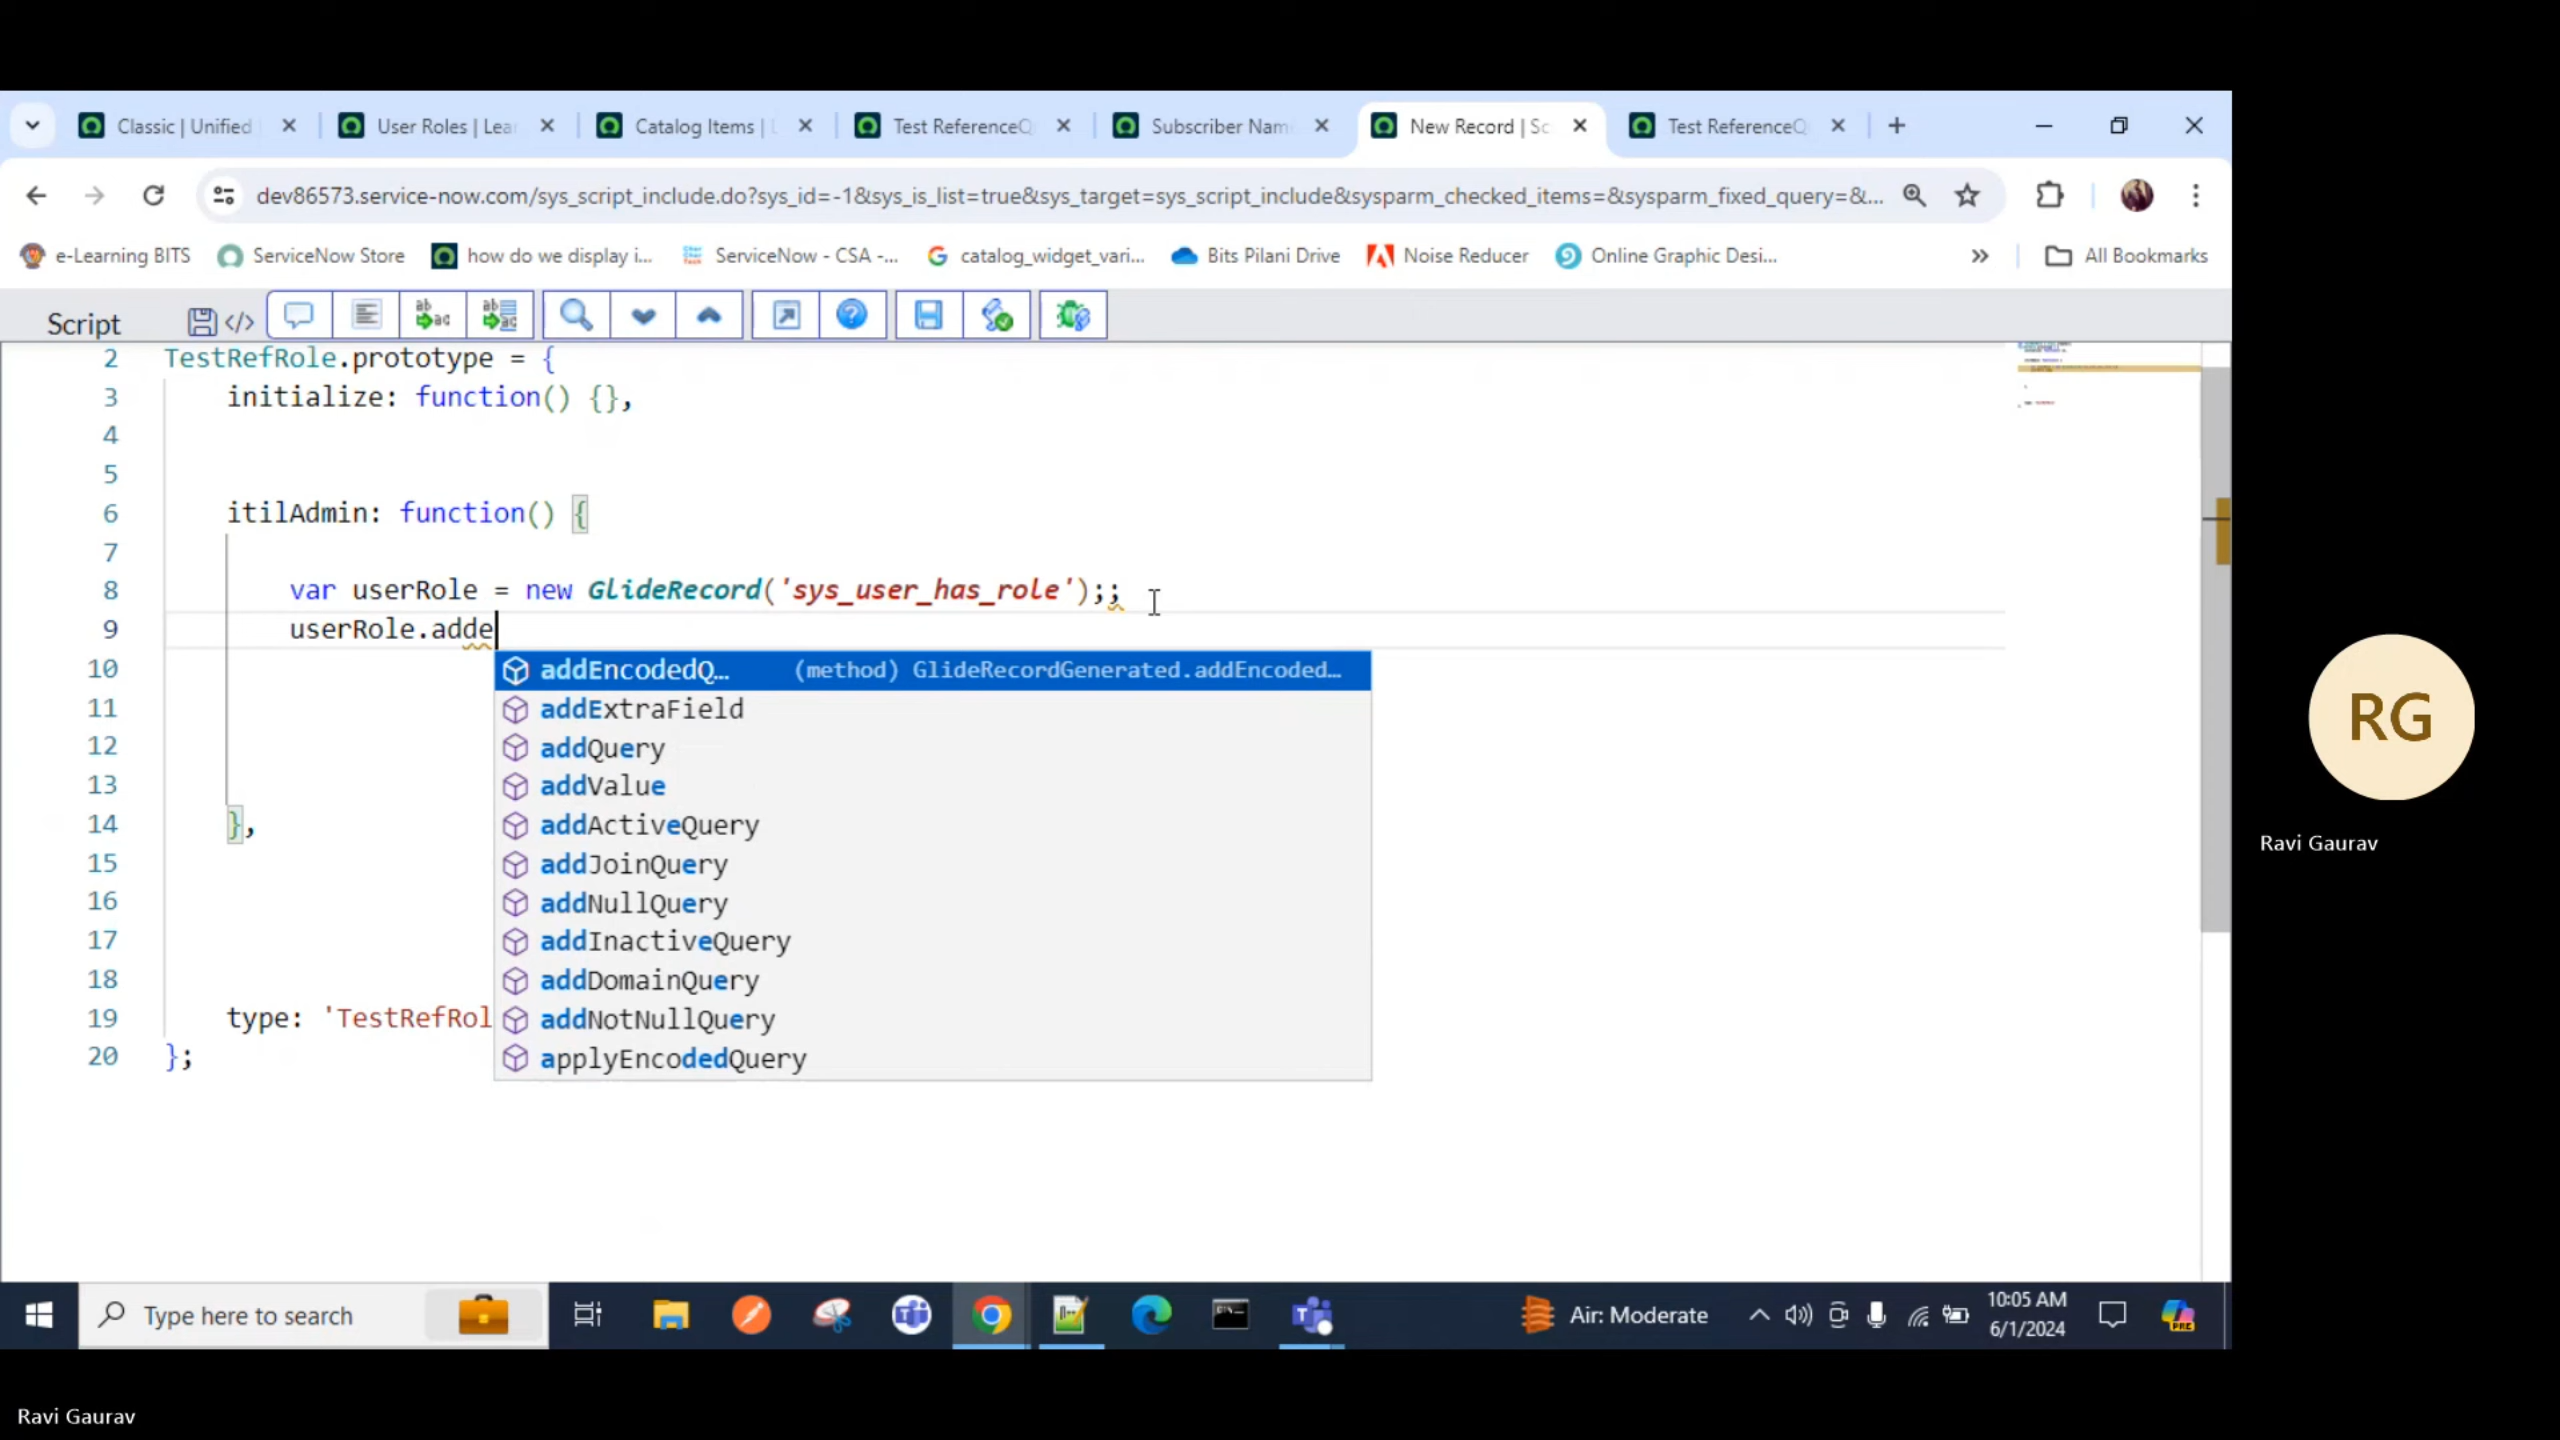 Classic | Unified
User Roles | Lea
Catalog Items | L
Test ReferenceQ
Subscriber Nam
New Record | Sc
Test ReferenceQ
dev86573.service-now.com/sys_script_include.do?sys_id=-1&sys_is_list=true&sys_target=sys_script_include&sysparm_checked_items=&sysparm_fixed_query=&...
e-Learning BITS
ServiceNow Store
how do we display i...
ServiceNow - CSA -...
catalog_widget_vari...
Bits Pilani Drive
Noise Reducer
Online Graphic Desi...
»
All Bookmarks
Script
2 TestRefRole.prototype = {
3 initialize: function() {},
4
5
6 itilAdmin: function() {
7
8 var userRole = new GlideRecord('sys_user_has_role');;
9 userRole.adde
10
11
12
13
14 },
15
16
17
18
19 type: 'TestRefRol
20 };
addEncodedQ... (method) GlideRecordGenerated.addEncoded...
addExtraField
addQuery
addValue
addActiveQuery
addJoinQuery
addNullQuery
addInactiveQuery
addDomainQuery
addNotNullQuery
applyEncodedQuery
RG
Ravi Gaurav
Type here to search
Air: Moderate
10:05 AM
6/1/2024
Ravi Gaurav